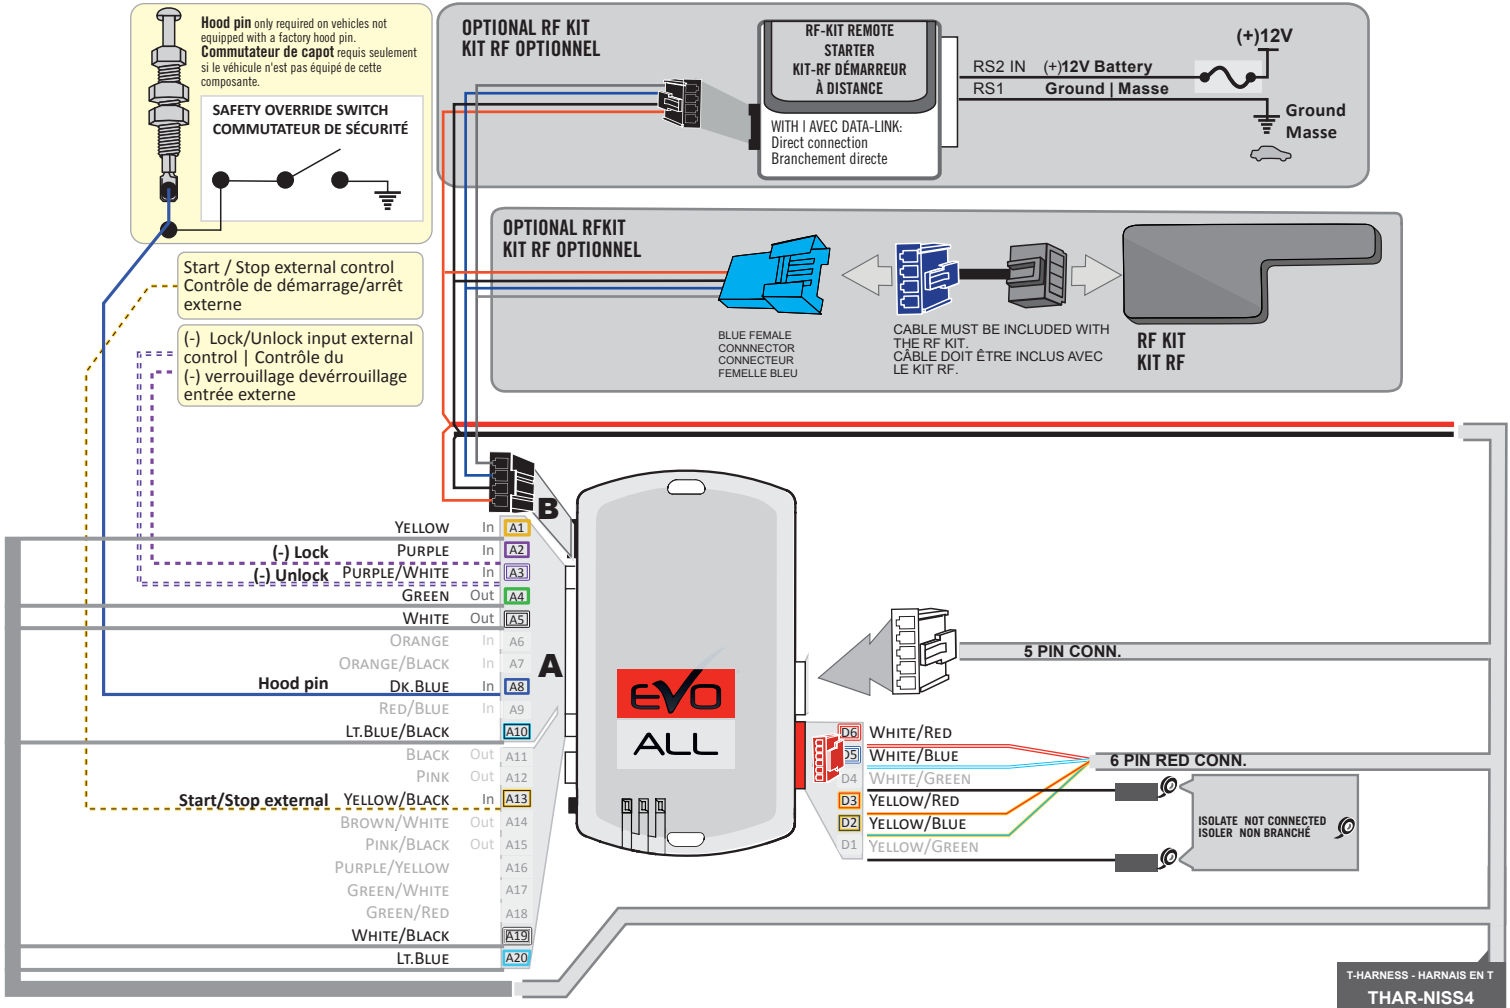 Hood pin only required on vehicles not
equipped with a factory hood pin.
Commutateur de capot requis seulement
si le véhicule n'est pas équipé de cette
composante.
SAFETY OVERRIDE SWITCH
COMMUTATEUR DE SÉCURITÉ
Start / Stop external control
Contrôle de démarrage/arrêt
externe
(-) Lock/Unlock input external
control | Contrôle du
(-) verrouillage devérrouillage
entrée externe
OPTIONAL RF KIT
KIT RF OPTIONNEL
RF-KIT REMOTE
STARTER
KIT-RF DÉMARREUR
À DISTANCE
WITH I AVEC DATA-LINK:
Direct connection
Branchement directe
RS2 IN (+)12V Battery
RS1 Ground | Masse
(+)12V
Ground
Masse
OPTIONAL RFKIT
KIT RF OPTIONNEL
BLUE FEMALE
CONNNECTOR
CONNECTEUR
FEMELLE BLEU
CABLE MUST BE INCLUDED WITH
THE RF KIT.
CÂBLE DOIT ÊTRE INCLUS AVEC
LE KIT RF.
RF KIT
KIT RF
B
A
YELLOW In A1
(-) Lock PURPLE In A2
(-) Unlock PURPLE/WHITE In A3
GREEN Out A4
WHITE Out A5
ORANGE In A6
ORANGE/BLACK In A7
Hood pin DK.BLUE In A8
RED/BLUE In A9
LT.BLUE/BLACK A10
BLACK Out A11
PINK Out A12
Start/Stop external YELLOW/BLACK In A13
BROWN/WHITE Out A14
PINK/BLACK Out A15
PURPLE/YELLOW A16
GREEN/WHITE A17
GREEN/RED A18
WHITE/BLACK A19
LT.BLUE A20
EVO
ALL
5 PIN CONN.
D6 WHITE/RED
D5 WHITE/BLUE
D4 WHITE/GREEN
D3 YELLOW/RED
D2 YELLOW/BLUE
D1 YELLOW/GREEN
6 PIN RED CONN.
ISOLATE NOT CONNECTED
ISOLER NON BRANCHÉ
T-HARNESS - HARNAIS EN T
THAR-NISS4